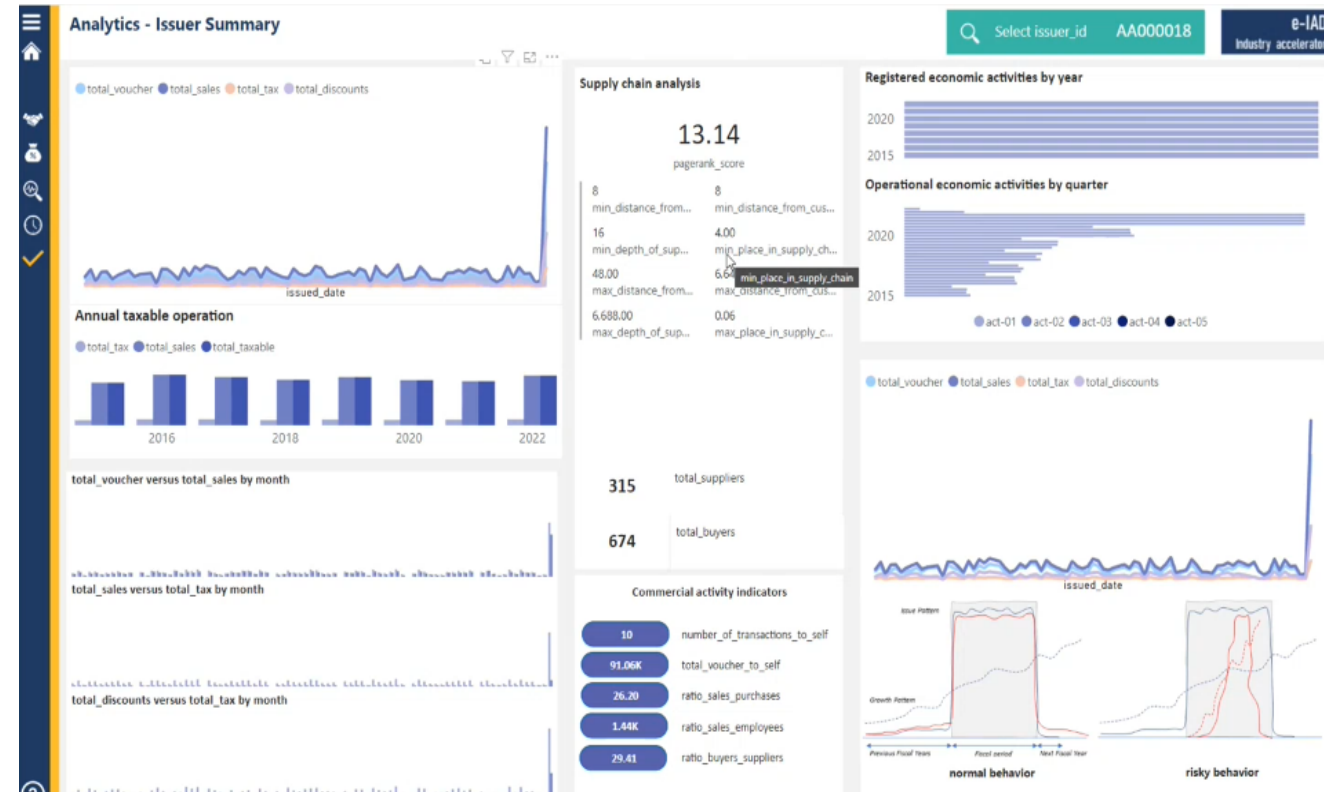 Analytics - Issuer Summary
Select issuer_id AA000018
e-IAD
Industry accelerator
total_voucher total_sales total_tax total_discounts
issued_date
Annual taxable operation
total_tax total_sales total_taxable
2016 2018 2020 2022
total_voucher versus total_sales by month
total_sales versus total_tax by month
total_discounts versus total_tax by month
Supply chain analysis
13.14
pagerank_score
8 8
min_distance_from... min_distance_from_cus...
16 4.00
min_depth_of_sup... min_place_in_supply_ch...
48.00 6.64
min_place_in_supply_chain
max_distance_from... max_distance_from_cus...
6.688.00 0.06
max_depth_of_sup... max_place_in_supply_c...
315 total_suppliers
674 total_buyers
Commercial activity indicators
10 number_of_transactions_to_self
91.06K total_voucher_to_self
26.20 ratio_sales_purchases
1.44K ratio_sales_employees
29.41 ratio_buyers_suppliers
Registered economic activities by year
2020
2015
Operational economic activities by quarter
2020
2015
act-01 act-02 act-03 act-04 act-05
total_voucher total_sales total_tax total_discounts
issued_date
Issue Pattern
Growth Pattern
Previous Fiscal Years Fiscal period Next Fiscal Year
normal behavior risky behavior